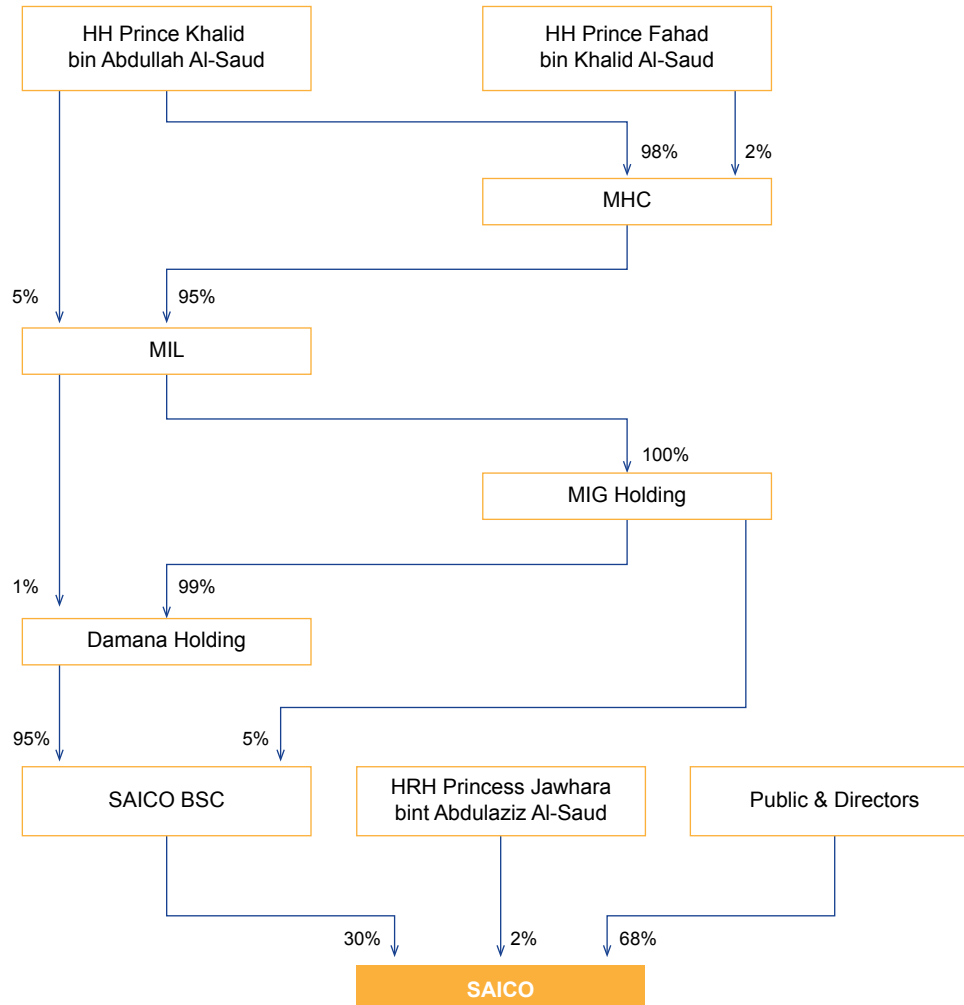 HH Prince Khalid
bin Abdullah Al-Saud
HH Prince Fahad
bin Khalid Al-Saud
98%
2%
MHC
5%
95%
MIL
100%
MIG Holding
1%
99%
Damana Holding
95%
5%
SAICO BSC
HRH Princess Jawhara
bint Abdulaziz Al-Saud
Public & Directors
30%
2%
68%
SAICO